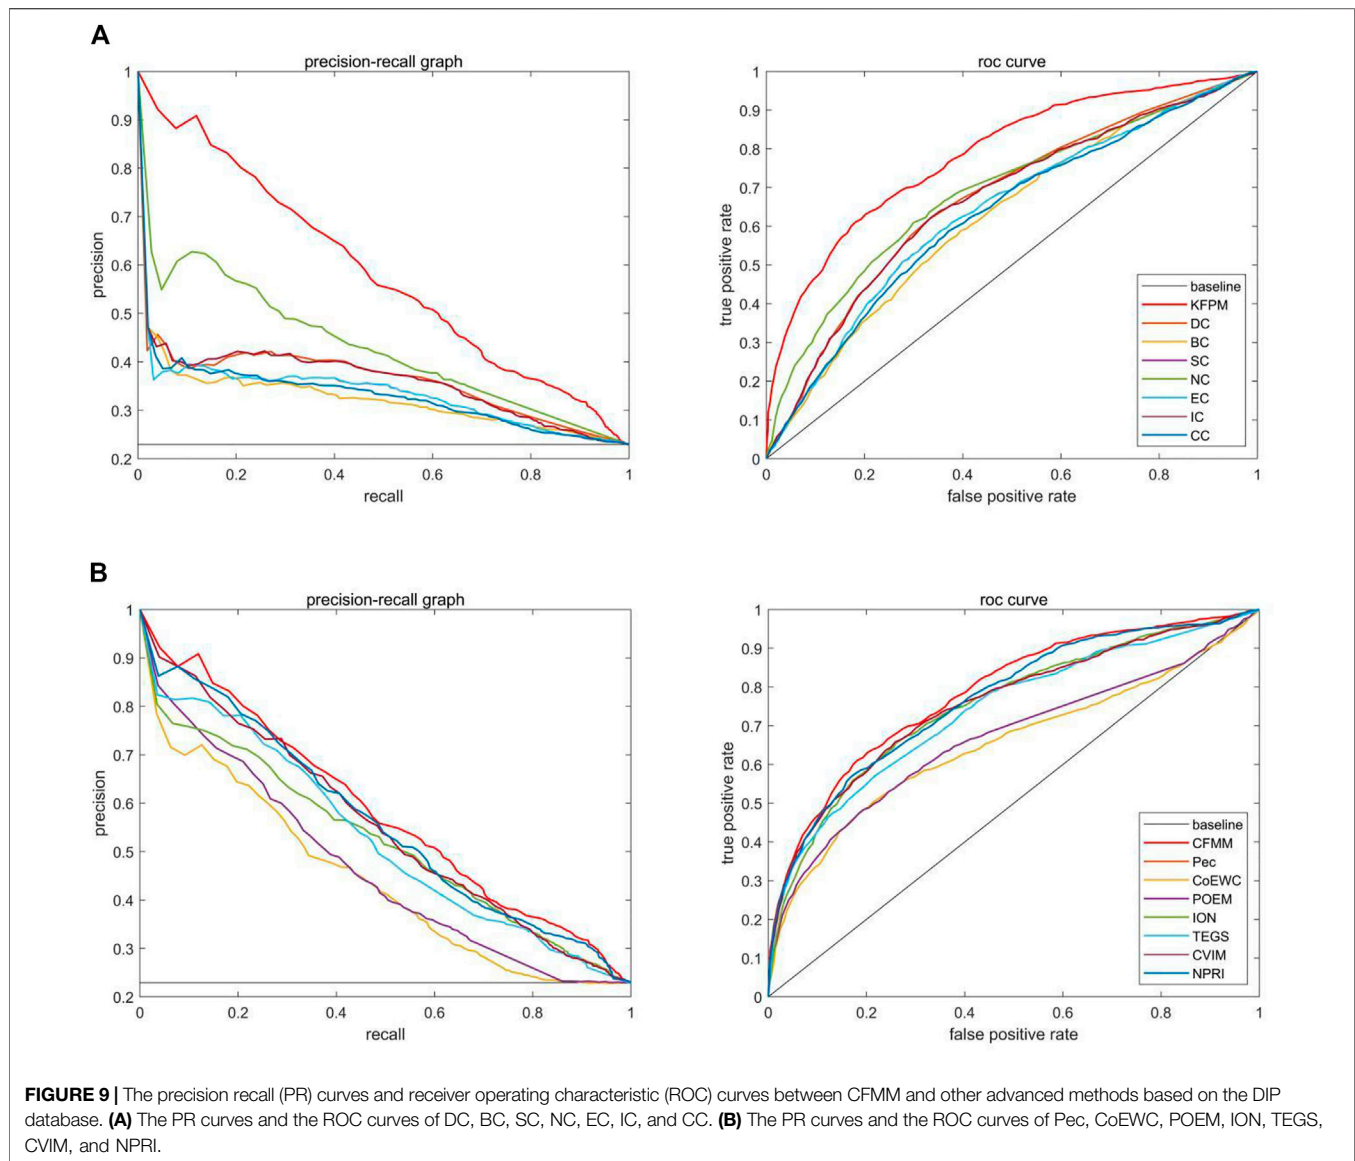 A
precision-recall graph
1
0.9
0.8
0.7
0.6
0.5
0.4
0.3
0.2
precision
0 0.2 0.4 0.6 0.8 1
recall
roc curve
1
0.9
0.8
0.7
0.6
0.5
0.4
0.3
0.2
0.1
0
true positive rate
baseline
KFPM
DC
BC
SC
NC
EC
IC
CC
0 0.2 0.4 0.6 0.8 1
false positive rate
B
precision-recall graph
1
0.9
0.8
0.7
0.6
0.5
0.4
0.3
0.2
precision
0 0.2 0.4 0.6 0.8 1
recall
roc curve
1
0.9
0.8
0.7
0.6
0.5
0.4
0.3
0.2
0.1
0
true positive rate
baseline
CFMM
Pec
CoEWC
POEM
ION
TEGS
CVIM
NPRI
0 0.2 0.4 0.6 0.8 1
false positive rate
FIGURE 9 | The precision recall (PR) curves and receiver operating characteristic (ROC) curves between CFMM and other advanced methods based on the DIP
database. (A) The PR curves and the ROC curves of DC, BC, SC, NC, EC, IC, and CC. (B) The PR curves and the ROC curves of Pec, CoEWC, POEM, ION, TEGS,
CVIM, and NPRI.